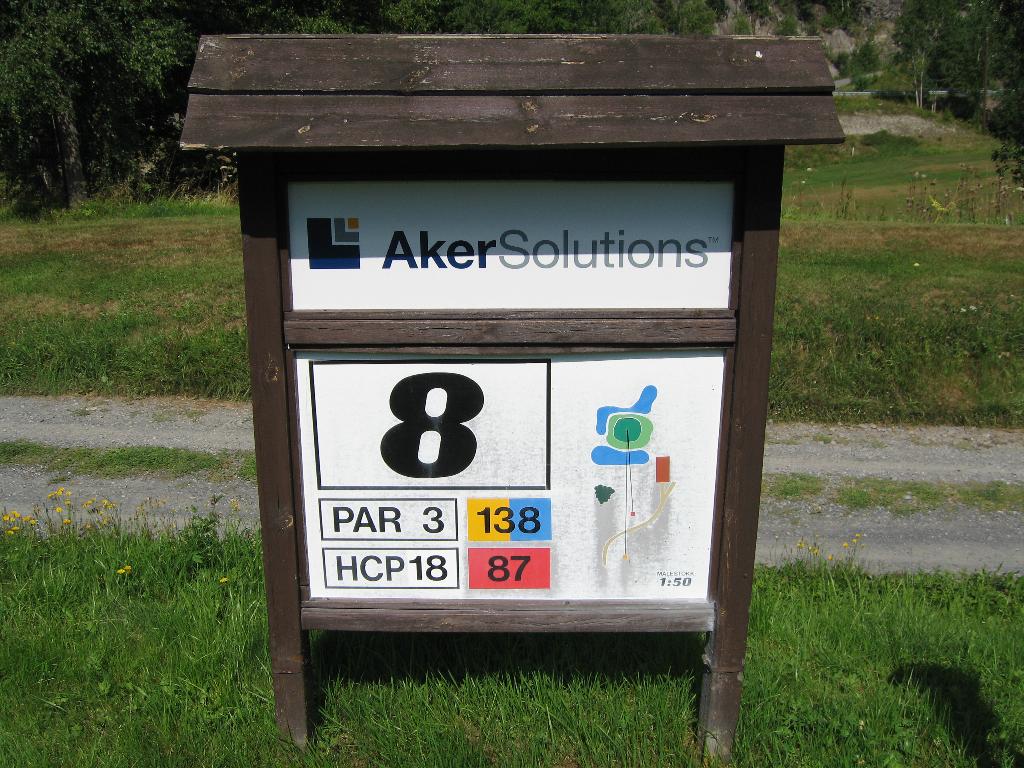 AkerSolutions™
8
PAR 3 138
HCP18 87
MÅLESTOKK
1:50